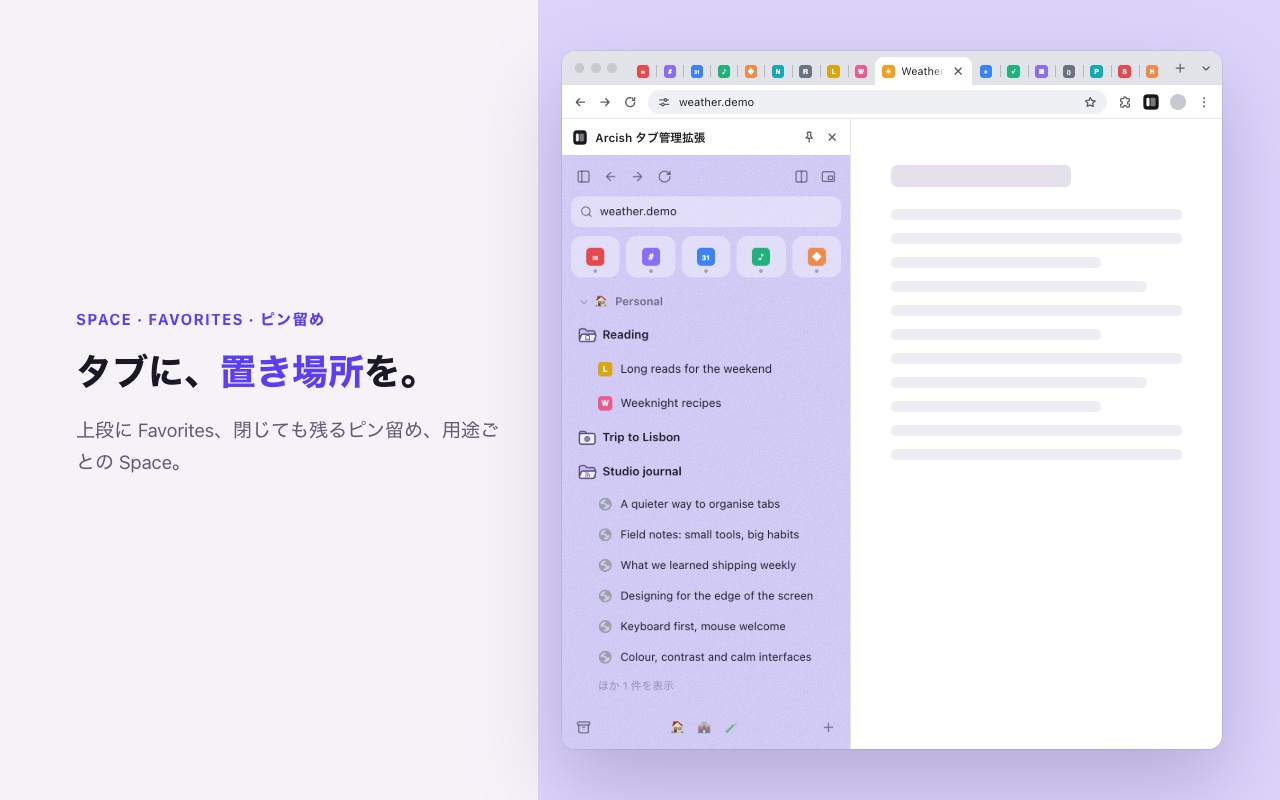 SPACE · FAVORITES · ピン留め
タブに、置き場所を。
上段に Favorites、閉じても残るピン留め、用途ご
との Space。
31
N
R
L
W
Weather
P
S
H
weather.demo
Arcish タブ管理拡張
weather.demo
#
31
Personal
Reading
L Long reads for the weekend
W Weeknight recipes
Trip to Lisbon
Studio journal
A quieter way to organise tabs
Field notes: small tools, big habits
What we learned shipping weekly
Designing for the edge of the screen
Keyboard first, mouse welcome
Colour, contrast and calm interfaces
ほか 1 件を表示